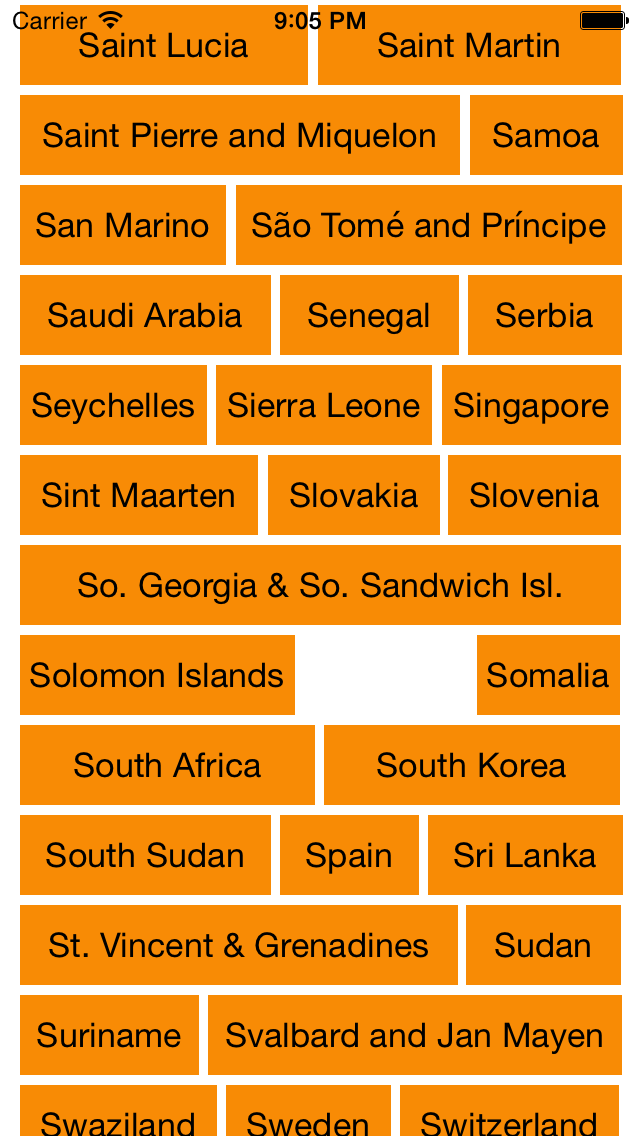 Carrier 9:05 PM
Saint Lucia Saint Martin
Saint Pierre and Miquelon Samoa
San Marino São Tomé and Príncipe
Saudi Arabia Senegal Serbia
Seychelles Sierra Leone Singapore
Sint Maarten Slovakia Slovenia
So. Georgia & So. Sandwich Isl.
Solomon Islands Somalia
South Africa South Korea
South Sudan Spain Sri Lanka
St. Vincent & Grenadines Sudan
Suriname Svalbard and Jan Mayen
Swaziland Sweden Switzerland